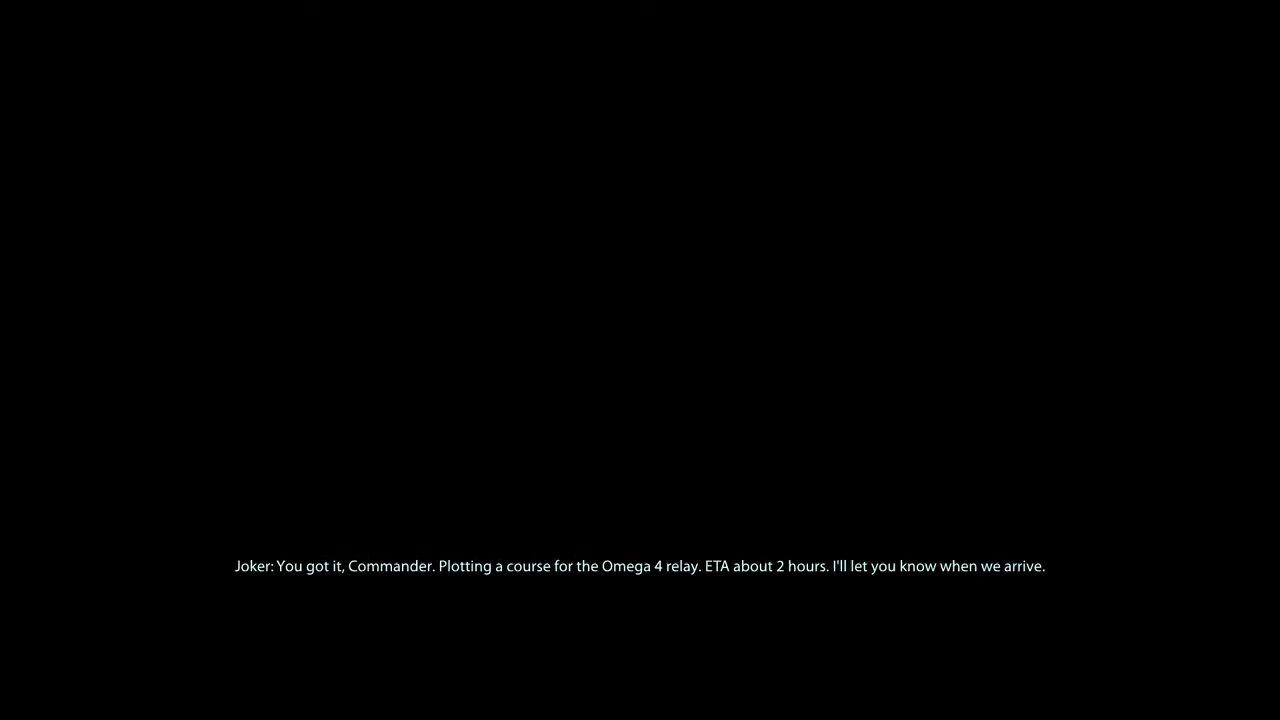 Joker: You got it, Commander. Plotting a course for the Omega 4 relay. ETA about 2 hours. I'll let you know when we arrive.